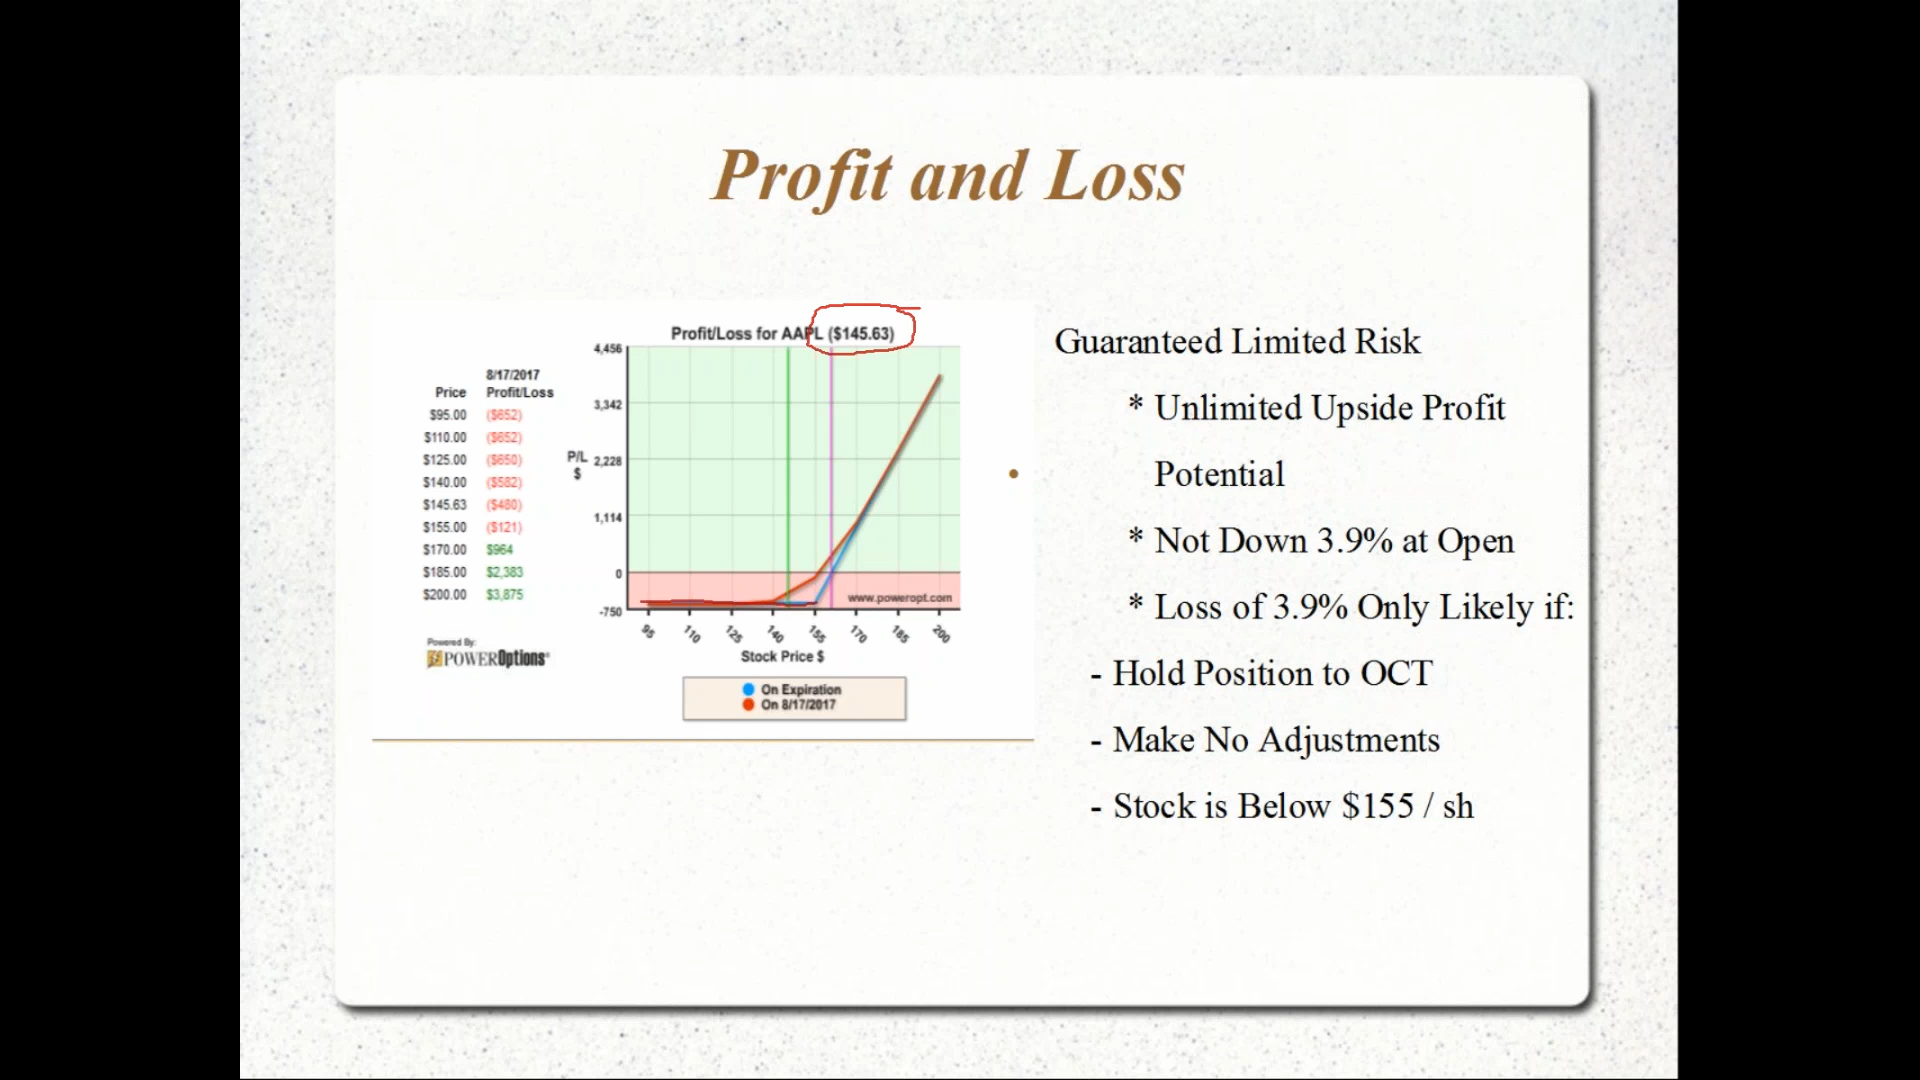 Profit and Loss
Profit/Loss for AAPL ($145.63)
8/17/2017
Price Profit/Loss
$95.00 ($652)
$110.00 ($652)
$125.00 ($650)
$140.00 ($582)
$145.63 ($480)
$155.00 ($121)
$170.00 $964
$185.00 $2,383
$200.00 $3,875
Powered By:
POWEROptions®
P/L
$
4,456
3,342
2,228
1,114
0
-750
www.poweropt.com
95 110 125 140 155 170 185 200
Stock Price $
On Expiration
On 8/17/2017
Guaranteed Limited Risk
* Unlimited Upside Profit
Potential
* Not Down 3.9% at Open
* Loss of 3.9% Only Likely if:
- Hold Position to OCT
- Make No Adjustments
- Stock is Below $155 / sh